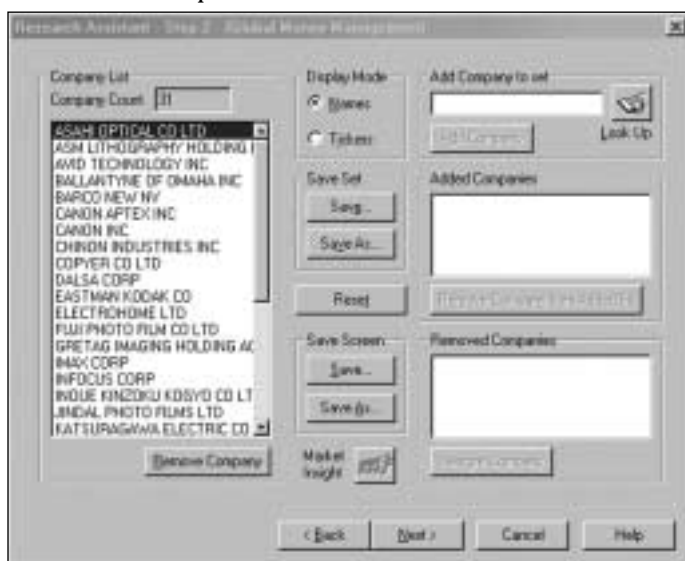 Research Assistant - Step 2 - (Global Money Management)
Company List
Company Count: 31
ASAHI OPTICAL CO LTD
ASM LITHOGRAPHY HOLDING
AVID TECHNOLOGY INC
BALLANTYNE OF OMAHA INC
BARCO NEW NV
CANON APTEX INC
CANON INC
CHINON INDUSTRIES INC
COPYER CO LTD
DALSA CORP
EASTMAN KODAK CO
ELECTROHOME LTD
FUJI PHOTO FILM CO LTD
GRETAG IMAGING HOLDING AG
IMAX CORP
INFOCUS CORP
INOUE KINZOKU KOGYO CO LT
JINDAL PHOTO FILMS LTD
KATSURAGAWA ELECTRIC CO
Remove Company
Display Mode
Names
Tickers
Save Set
Save...
Save As...
Reset
Save Screen
Save...
Save As...
Market
Insight
Add Company to set
Add Company
Look Up
Added Companies
Removed Companies
< Back
Next >
Cancel
Help